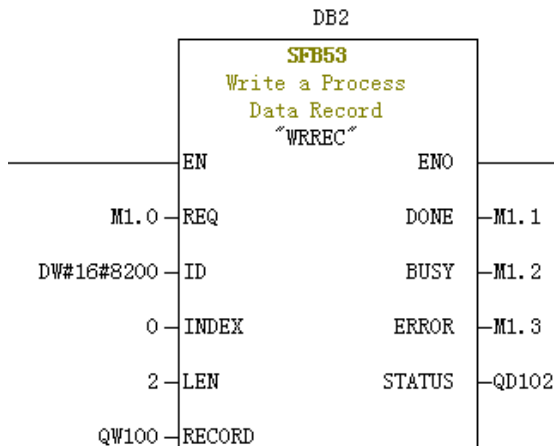 DB2
SFB53
Write a Process
Data Record
"WRREC"
EN ENO
M1.0 REQ DONE M1.1
DW#16#8200 ID BUSY M1.2
0 INDEX ERROR M1.3
2 LEN STATUS QD102
QW100 RECORD